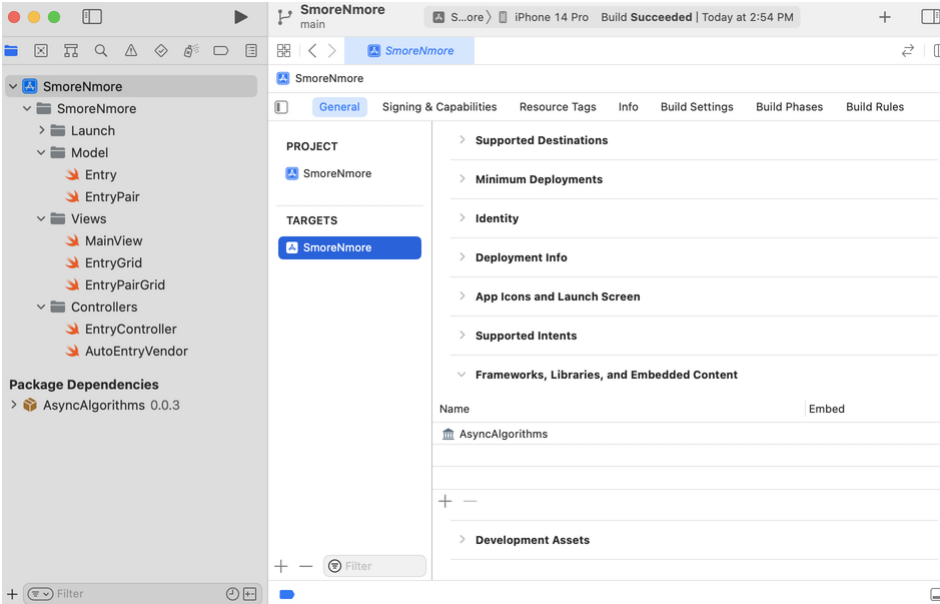 SmoreNmore
main
S...ore⟩ iPhone 14 Pro Build Succeeded | Today at 2:54 PM
SmoreNmore
SmoreNmore
SmoreNmore
Launch
Model
Entry
EntryPair
Views
MainView
EntryGrid
EntryPairGrid
Controllers
EntryController
AutoEntryVendor
Package Dependencies
AsyncAlgorithms 0.0.3
Filter
SmoreNmore
General Signing & Capabilities Resource Tags Info Build Settings Build Phases Build Rules
PROJECT
SmoreNmore
TARGETS
SmoreNmore
Filter
Supported Destinations
Minimum Deployments
Identity
Deployment Info
App Icons and Launch Screen
Supported Intents
Frameworks, Libraries, and Embedded Content
Name Embed
AsyncAlgorithms
Development Assets